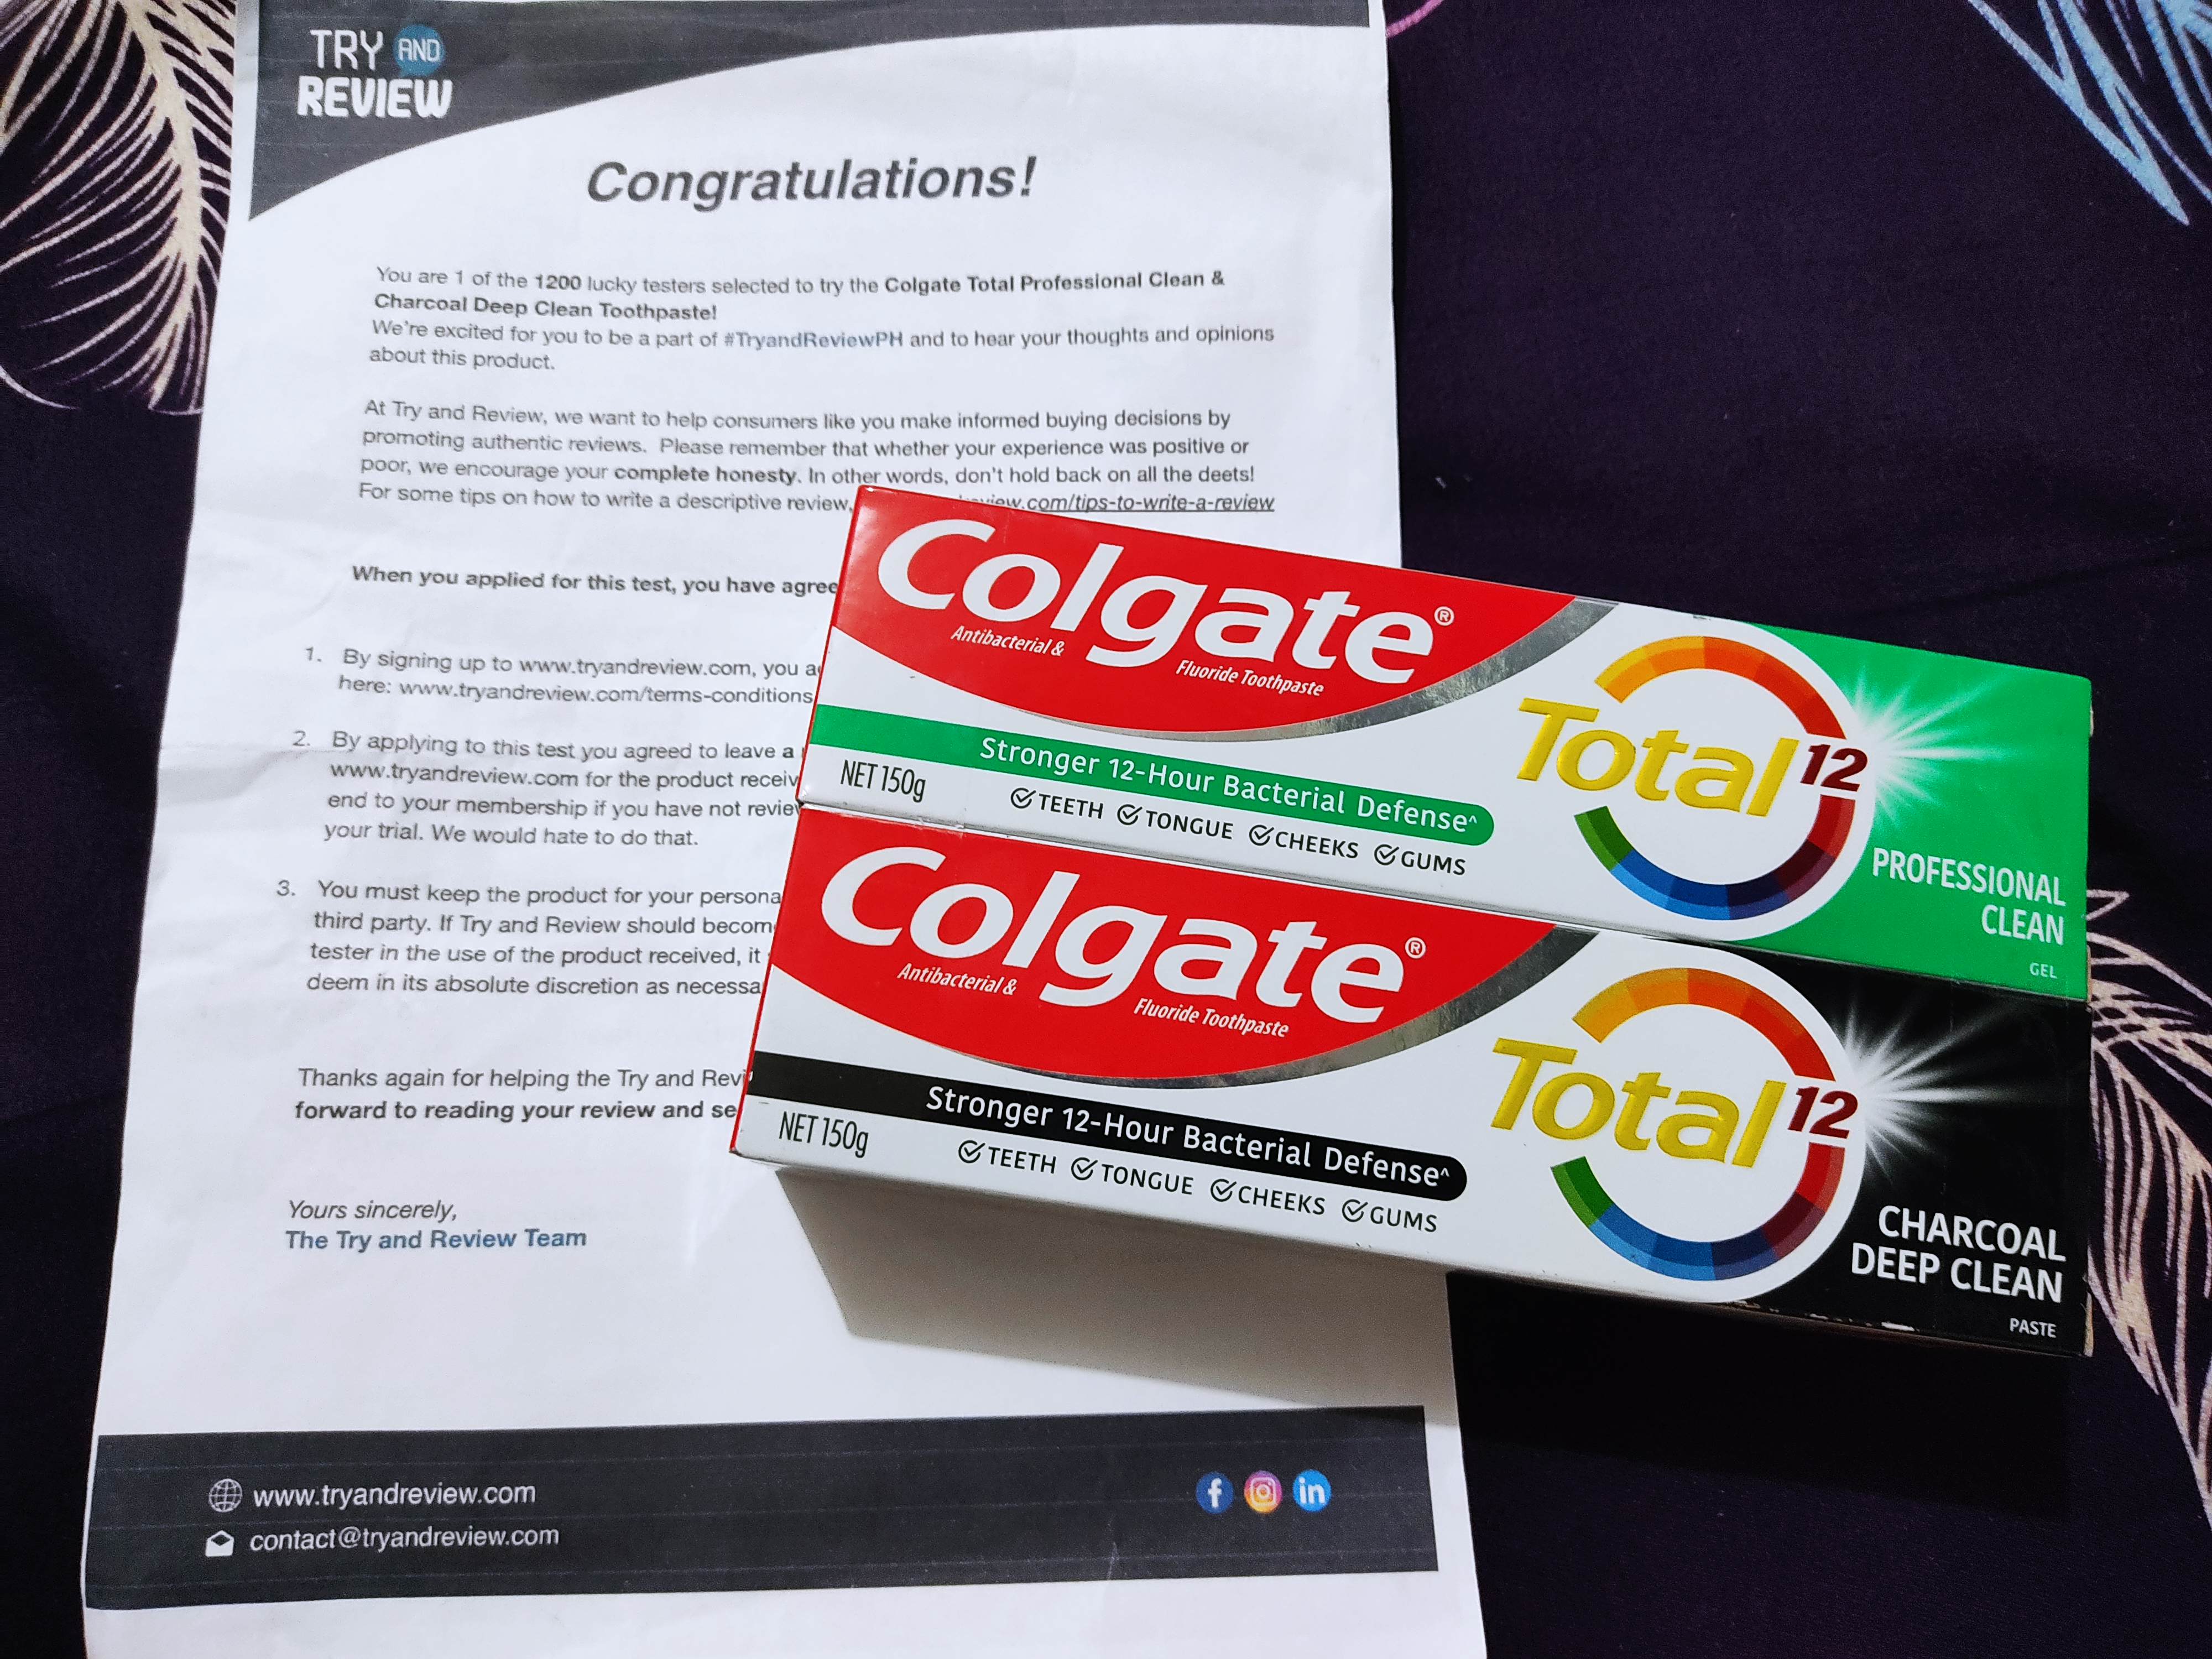 TRY AND
REVIEW
Congratulations!
You are 1 of the 1200 lucky testers selected to try the Colgate Total Professional Clean &
Charcoal Deep Clean Toothpaste!
We're excited for you to be a part of #TryandReviewPH and to hear your thoughts and opinions
about this product.
At Try and Review, we want to help consumers like you make informed buying decisions by
promoting authentic reviews. Please remember that whether your experience was positive or
poor, we encourage your complete honesty. In other words, don't hold back on all the deets!
For some tips on how to write a descriptive review, view.com/tips-to-write-a-review
When you applied for this test, you have agree
1. By signing up to www.tryandreview.com, you a
here: www.tryandreview.com/terms-conditions
2. By applying to this test you agreed to leave a
www.tryandreview.com for the product receiv
end to your membership if you have not revie
your trial. We would hate to do that.
3. You must keep the product for your persona
third party. If Try and Review should becom
tester in the use of the product received, it
deem in its absolute discretion as necessa
Thanks again for helping the Try and Rev
forward to reading your review and se
Yours sincerely,
The Try and Review Team
www.tryandreview.com
contact@tryandreview.com
f in
Colgate®
Antibacterial &
Fluoride Toothpaste
Stronger 12-Hour Bacterial Defense^
NET 150g
TEETH TONGUE CHEEKS GUMS
Total 12
PROFESSIONAL
CLEAN
GEL
Colgate®
Antibacterial &
Fluoride Toothpaste
Stronger 12-Hour Bacterial Defense^
NET 150g
TEETH TONGUE CHEEKS GUMS
Total 12
CHARCOAL
DEEP CLEAN
PASTE